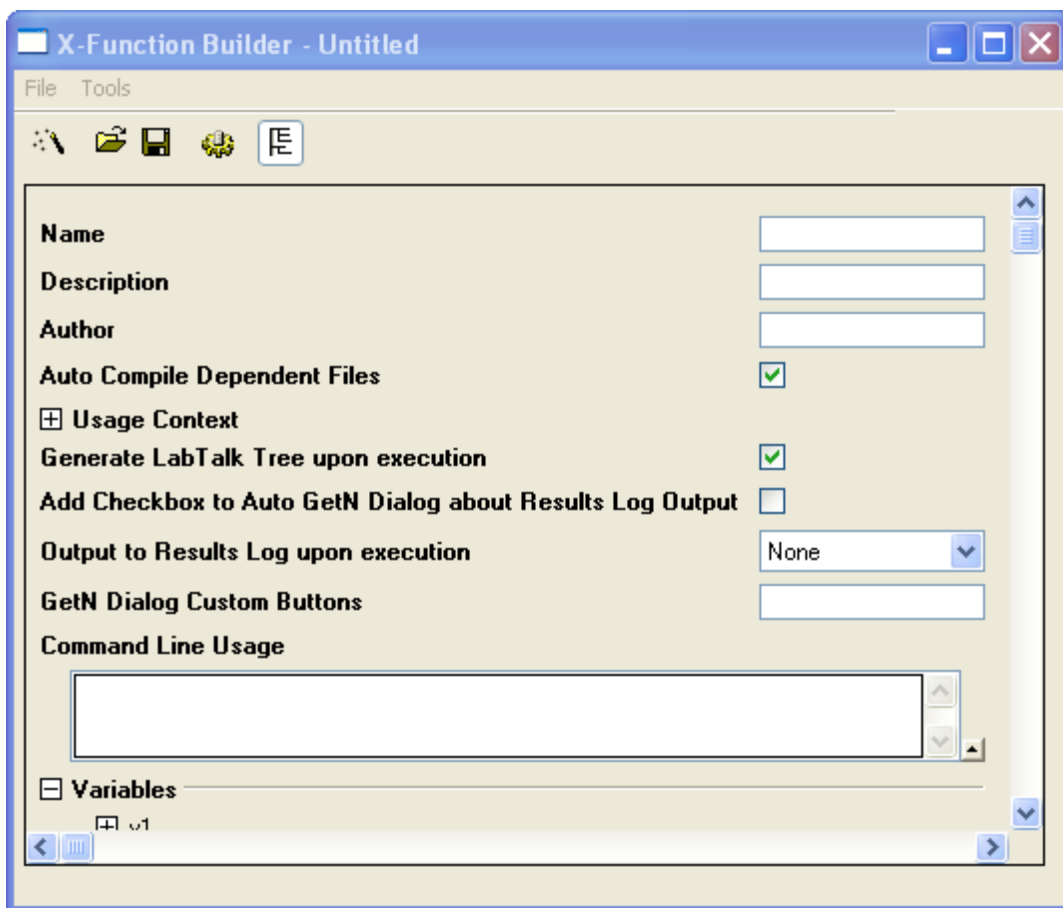 X-Function Builder - Untitled
File Tools
Name
Description
Author
Auto Compile Dependent Files
Usage Context
Generate LabTalk Tree upon execution
Add Checkbox to Auto GetN Dialog about Results Log Output
Output to Results Log upon execution None
GetN Dialog Custom Buttons
Command Line Usage
Variables
v1